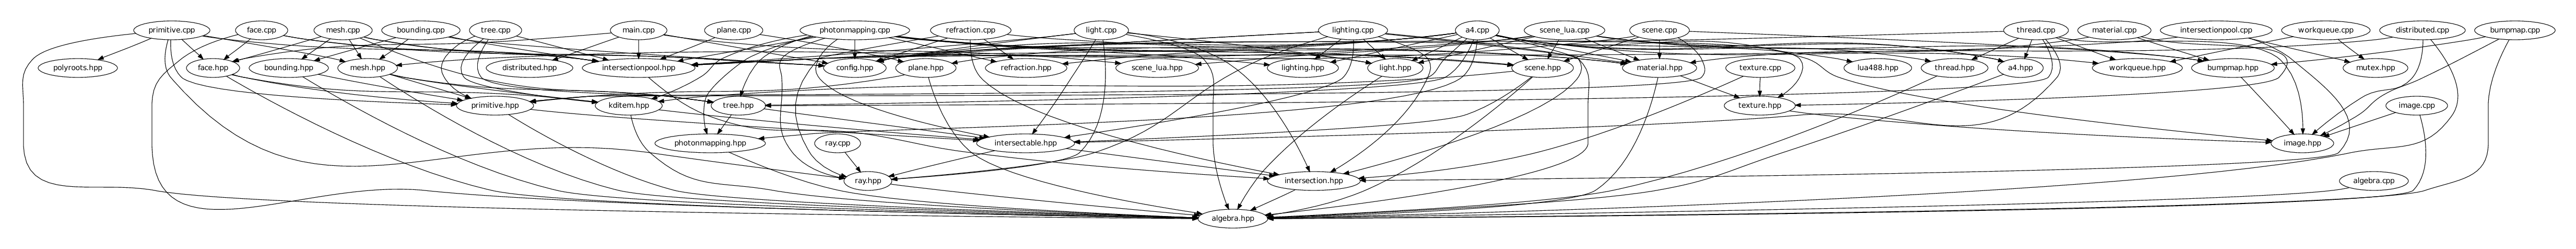 primitive.cpp face.cpp mesh.cpp bounding.cpp tree.cpp main.cpp plane.cpp photonmapping.cpp refraction.cpp light.cpp lighting.cpp a4.cpp scene_lua.cpp scene.cpp thread.cpp material.cpp intersectionpool.cpp workqueue.cpp distributed.cpp bumpmap.cpp
polyroots.hpp face.hpp bounding.hpp mesh.hpp distributed.hpp intersectionpool.hpp config.hpp plane.hpp refraction.hpp scene_lua.hpp lighting.hpp light.hpp scene.hpp material.hpp texture.cpp lua488.hpp thread.hpp a4.hpp workqueue.hpp bumpmap.hpp mutex.hpp
primitive.hpp kditem.hpp tree.hpp texture.hpp image.cpp
photonmapping.hpp ray.cpp intersectable.hpp image.hpp
ray.hpp intersection.hpp algebra.cpp
algebra.hpp